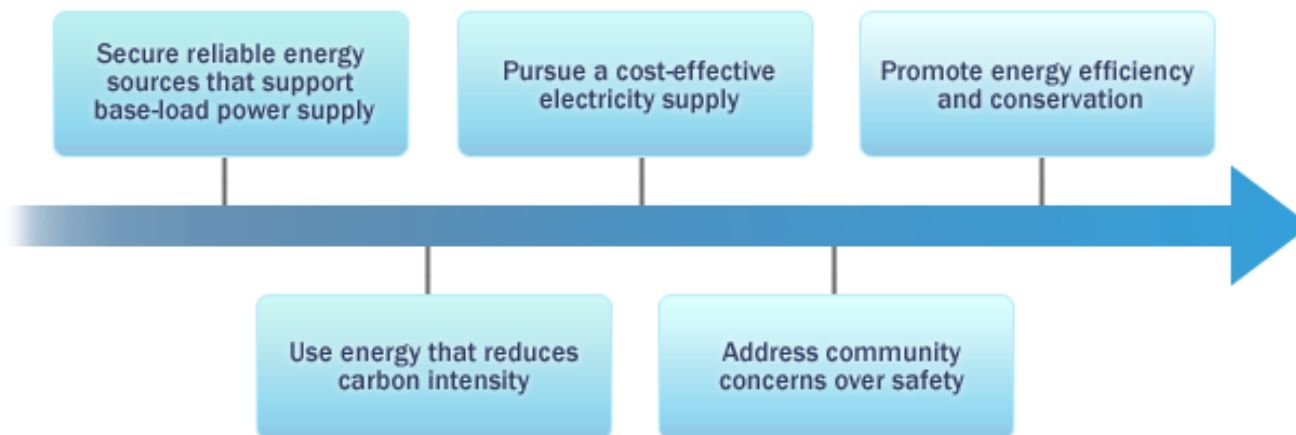 Secure reliable energy
sources that support
base-load power supply
Use energy that reduces
carbon intensity
Pursue a cost-effective
electricity supply
Address community
concerns over safety
Promote energy efficiency
and conservation